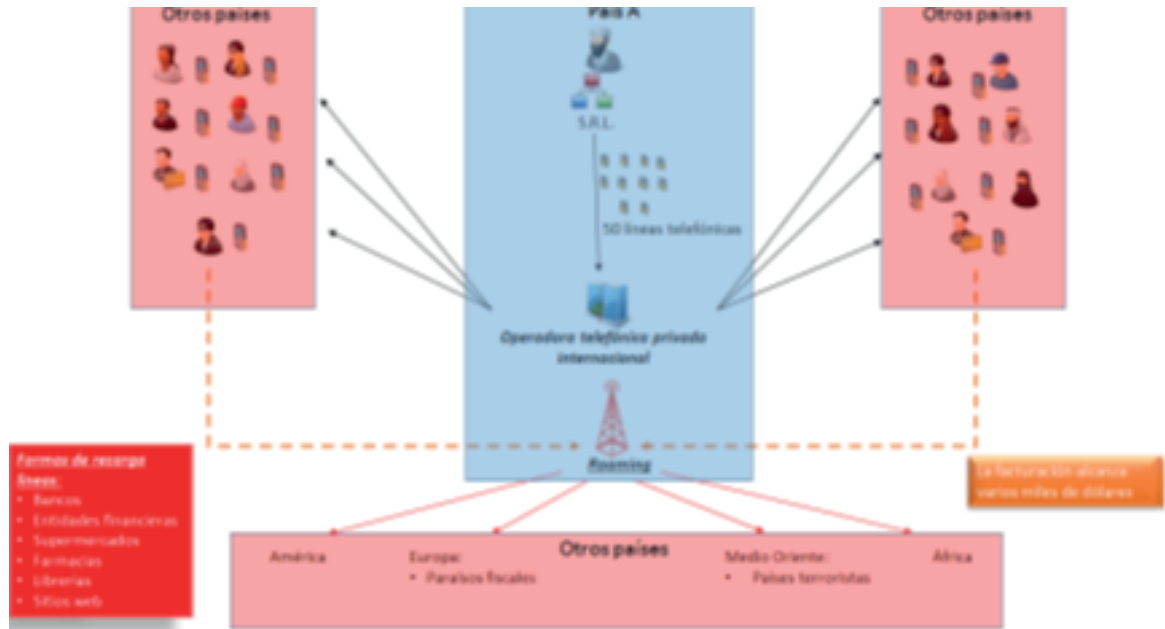 Otros países
País A
Otros países
S.R.L.
50 líneas telefónicas
Operadora telefónica privada
internacional
Roaming
Formas de recarga
líneas:
• Bancos
• Entidades financieras
• Supermercados
• Farmacias
• Librerías
• Sitios web
La facturación alcanza
varios miles de dólares
Otros países
América
Europa:
• Paraísos fiscales
Medio Oriente:
• Países terroristas
África